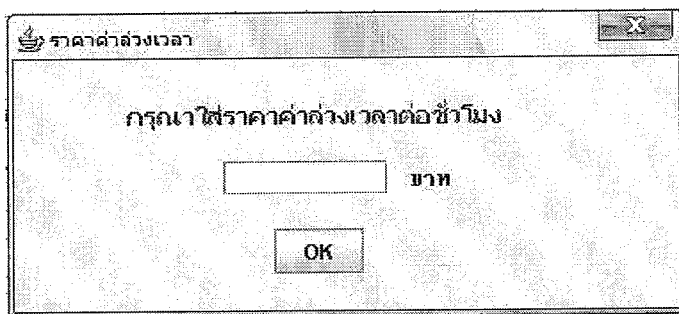 ราคาค่าล่วงเวลา
กรุณาใส่ราคาค่าล่วงเวลาต่อชั่วโมง
บาท
OK